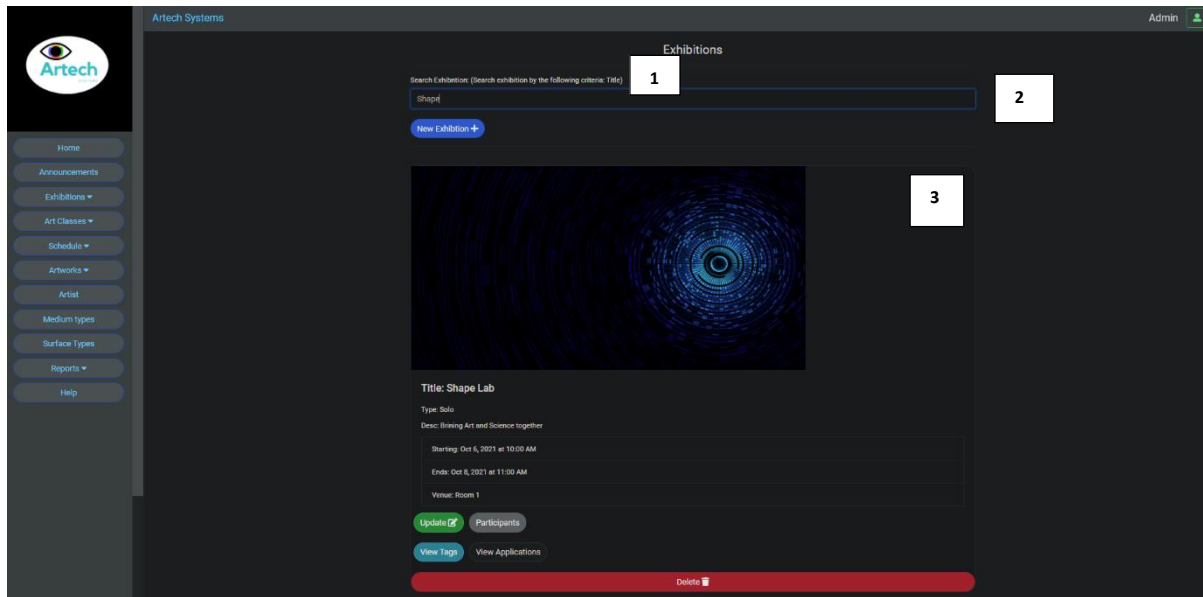 Artech Systems
Admin
Artech
Exhibitions
1
Search Exhibition: (Search exhibition by the following criteria: Title)
Shape
2
New Exhibtion
Home
Announcements
Exhibitions
Art Classes
Schedule
Artworks
Artist
Medium types
Surface Types
Reports
Help
3
Title: Shape Lab
Type: Solo
Desc: Brining Art and Science together
Starting: Oct 6, 2021 at 10:00 AM
Ends: Oct 8, 2021 at 11:00 AM
Venue: Room 1
Update
Participants
View Tags
View Applications
Delete